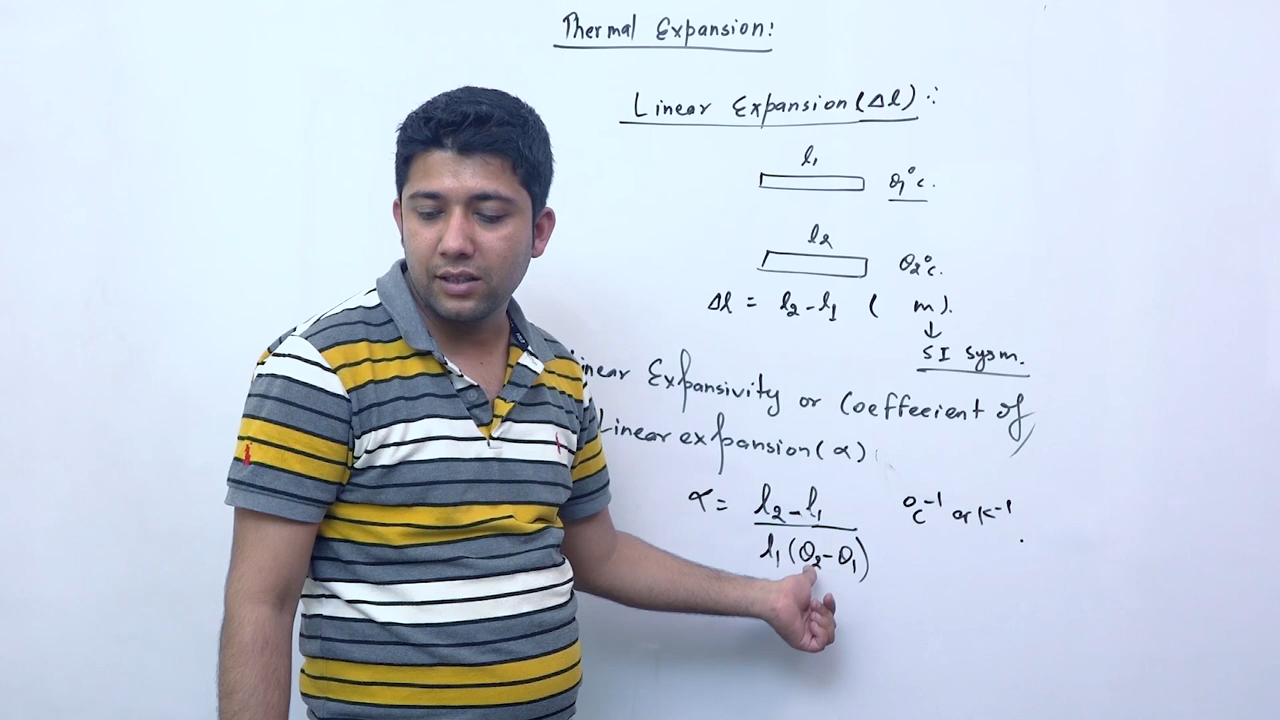 Thermal Expansion:
Linear Expansion (Δl) :
l₁
θ₁°c.
l₂
θ₂°c.
Δl = l₂ - l₁ ( m).
↓
SI sysm.
inear Expansivity or Coeffecient of
Linear expansion (α)
α = l₂ - l₁ / l₁(θ₂ - θ₁) °c⁻¹ or K⁻¹.